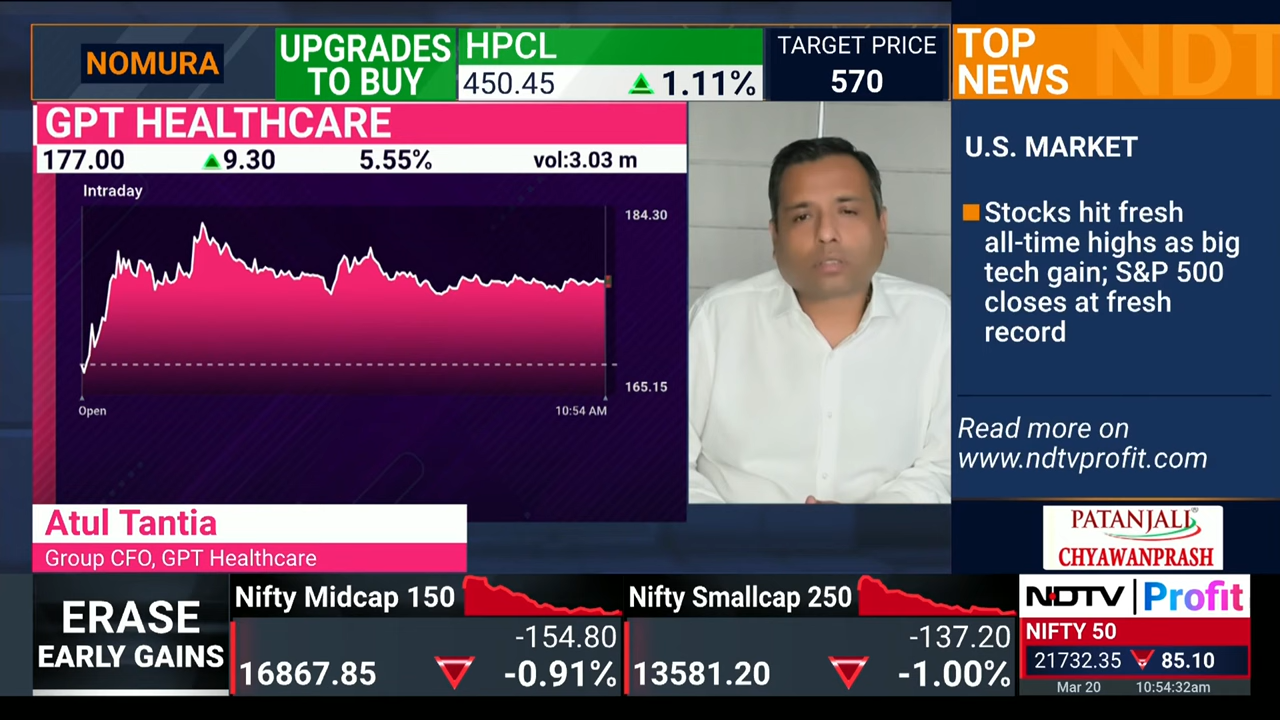 NOMURA
UPGRADES
TO BUY
HPCL
450.45 ▲ 1.11%
TARGET PRICE
570
TOP
NEWS
NDT
GPT HEALTHCARE
177.00 ▲ 9.30 5.55% vol:3.03 m
Intraday
184.30
165.15
Open 10:54 AM
U.S. MARKET
Stocks hit fresh
all-time highs as big
tech gain; S&P 500
closes at fresh
record
Read more on
www.ndtvprofit.com
Atul Tantia
Group CFO, GPT Healthcare
PATANJALI
CHYAWANPRASH
ERASE
EARLY GAINS
Nifty Midcap 150
-154.80
16867.85 ▼ -0.91%
Nifty Smallcap 250
-137.20
13581.20 ▼ -1.00%
NDTV | Profit
NIFTY 50
21732.35 ▼ 85.10
Mar 20 10:54:32am